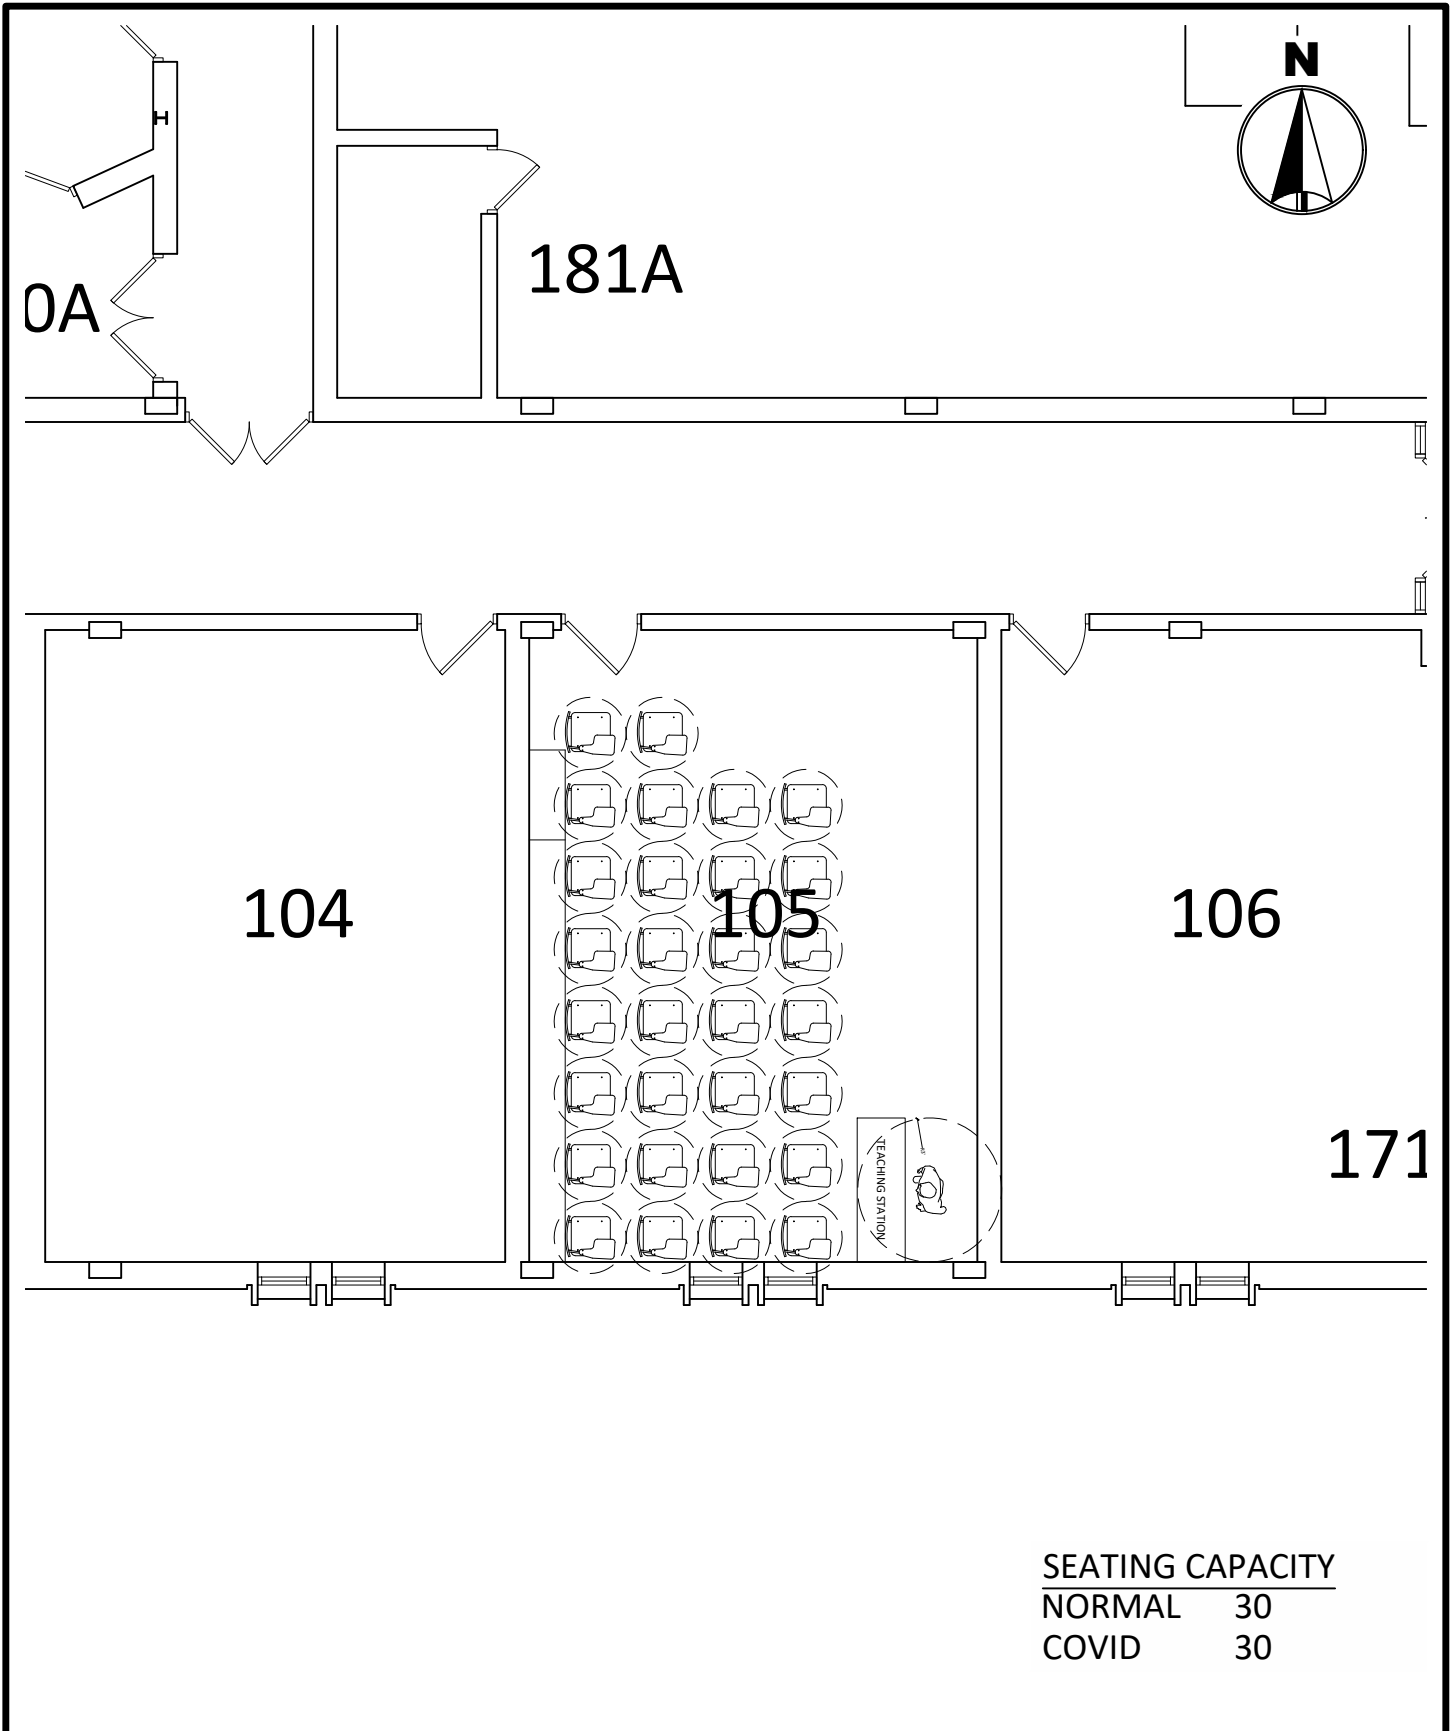 N
H
181A
0A
104
105
106
171
TEACHING STATION
SEATING CAPACITY
NORMAL 30
COVID 30